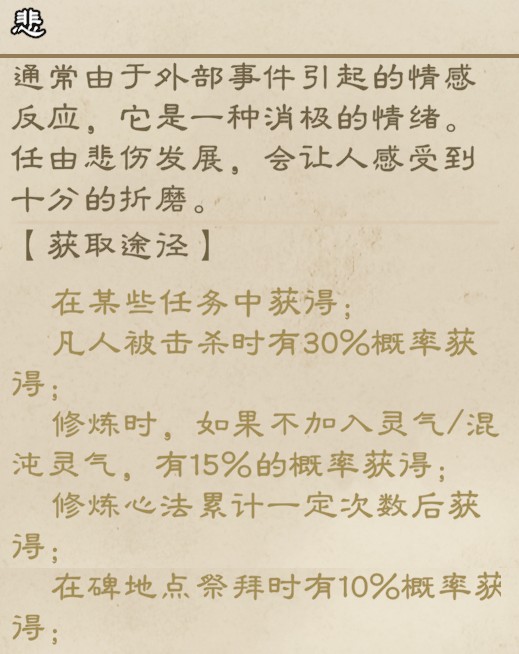 悲
通常由于外部事件引起的情感
反应，它是一种消极的情绪。
任由悲伤发展，会让人感受到
十分的折磨。
【获取途径】
在某些任务中获得；
凡人被击杀时有30%概率获
得；
修炼时，如果不加入灵气/混
沌灵气，有15%的概率获得；
修炼心法累计一定次数后获
得；
在碑地点祭拜时有10%概率获
得；